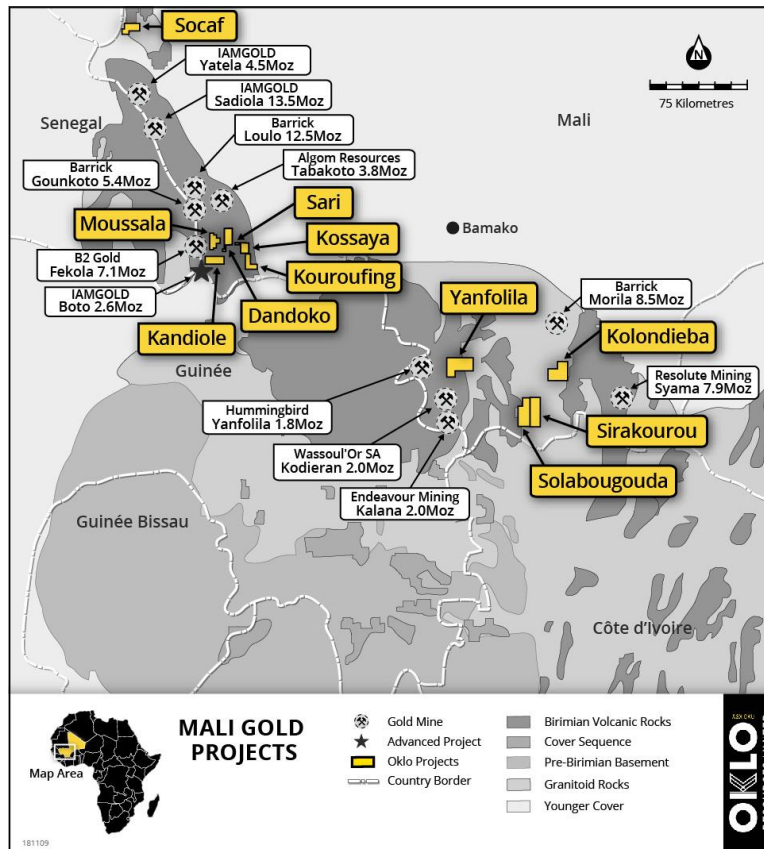 Socaf
IAMGOLD
Yatela 4.5Moz
N
IAMGOLD
Sadiola 13.5Moz
75 Kilometres
Senegal
Mali
Barrick
Loulo 12.5Moz
Algom Resources
Tabakoto 3.8Moz
Barrick
Gounkoto 5.4Moz
Sari
Moussala
Bamako
Kossaya
B2 Gold
Fekola 7.1Moz
Kouroufing
IAMGOLD
Boto 2.6Moz
Yanfolila
Barrick
Morila 8.5Moz
Dandoko
Kandiole
Kolondieba
Guinée
Resolute Mining
Syama 7.9Moz
Hummingbird
Yanfolila 1.8Moz
Sirakourou
Wassoul'Or SA
Kodieran 2.0Moz
Solabougouda
Endeavour Mining
Kalana 2.0Moz
Guinée Bissau
Côte d'Ivoire
MALI GOLD
PROJECTS
Map Area
Gold Mine
Advanced Project
Oklo Projects
Country Border
Birimian Volcanic Rocks
Cover Sequence
Pre-Birimian Basement
Granitoid Rocks
Younger Cover
OKLO
181109